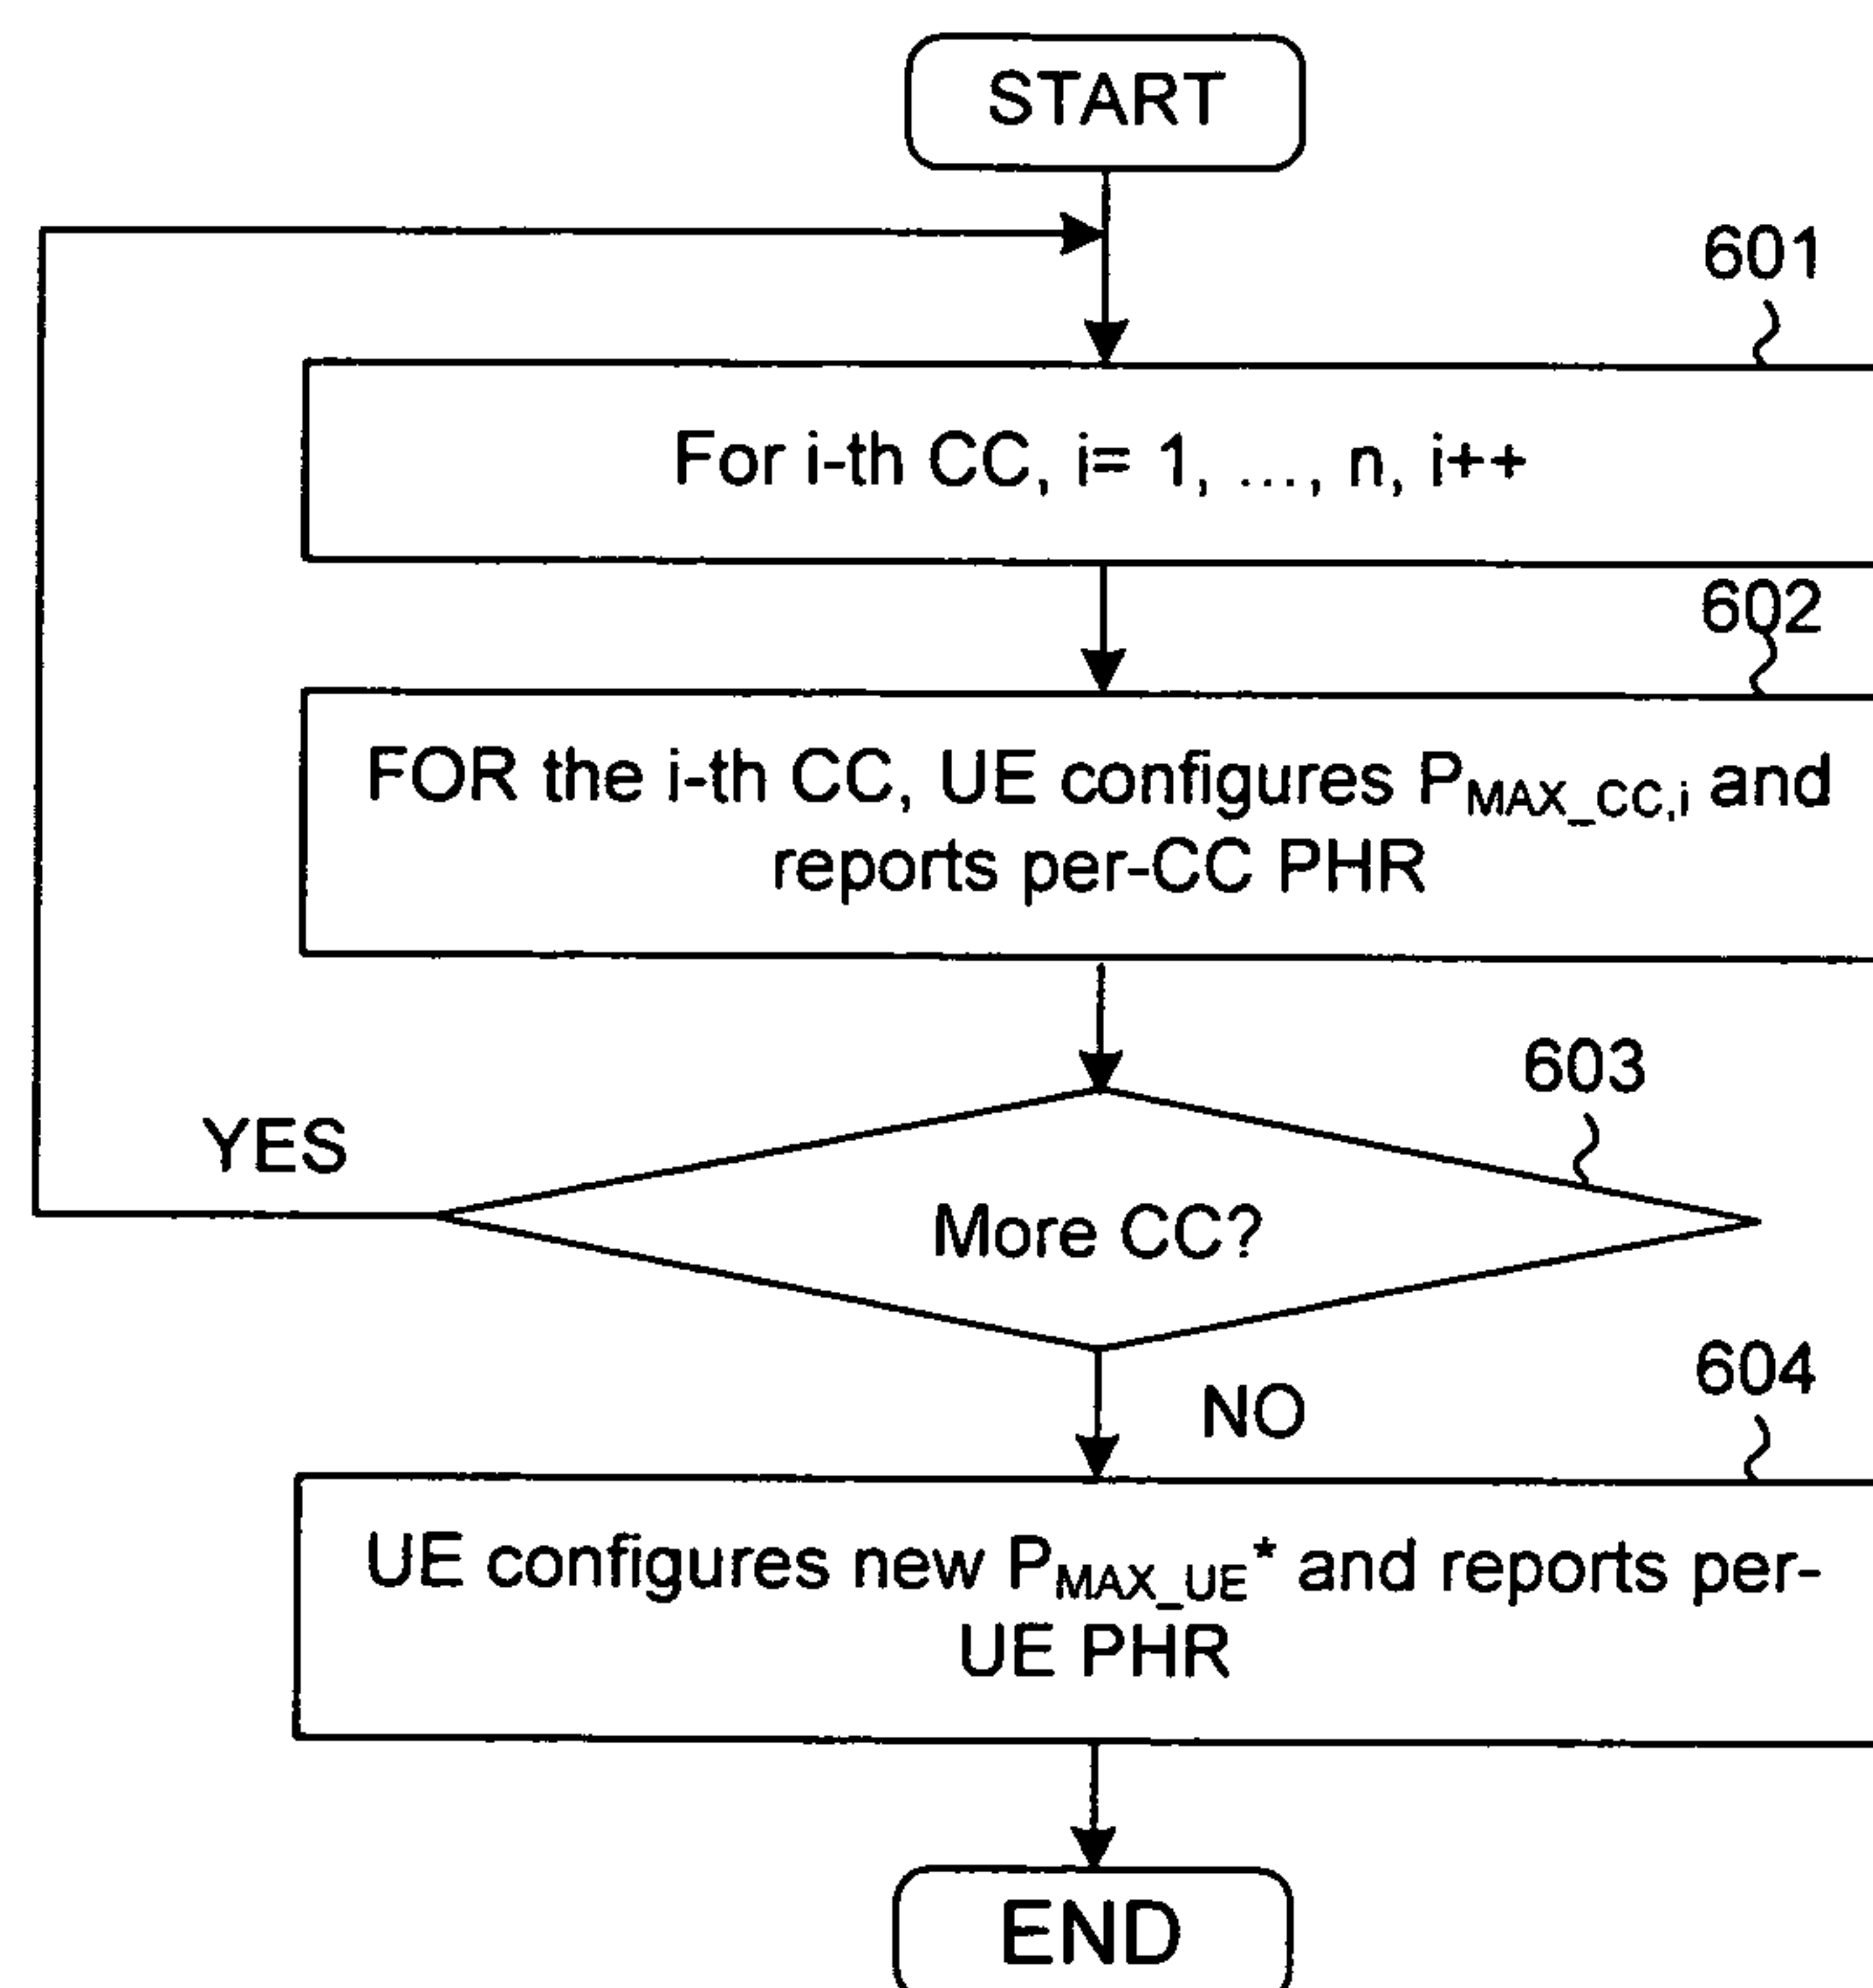 START
601
For i-th CC, i= 1, ..., n, i++
602
FOR the i-th CC, UE configures P_MAX_CC,i and
reports per-CC PHR
603
YES
More CC?
604
NO
UE configures new P_MAX_UE* and reports per-
UE PHR
END